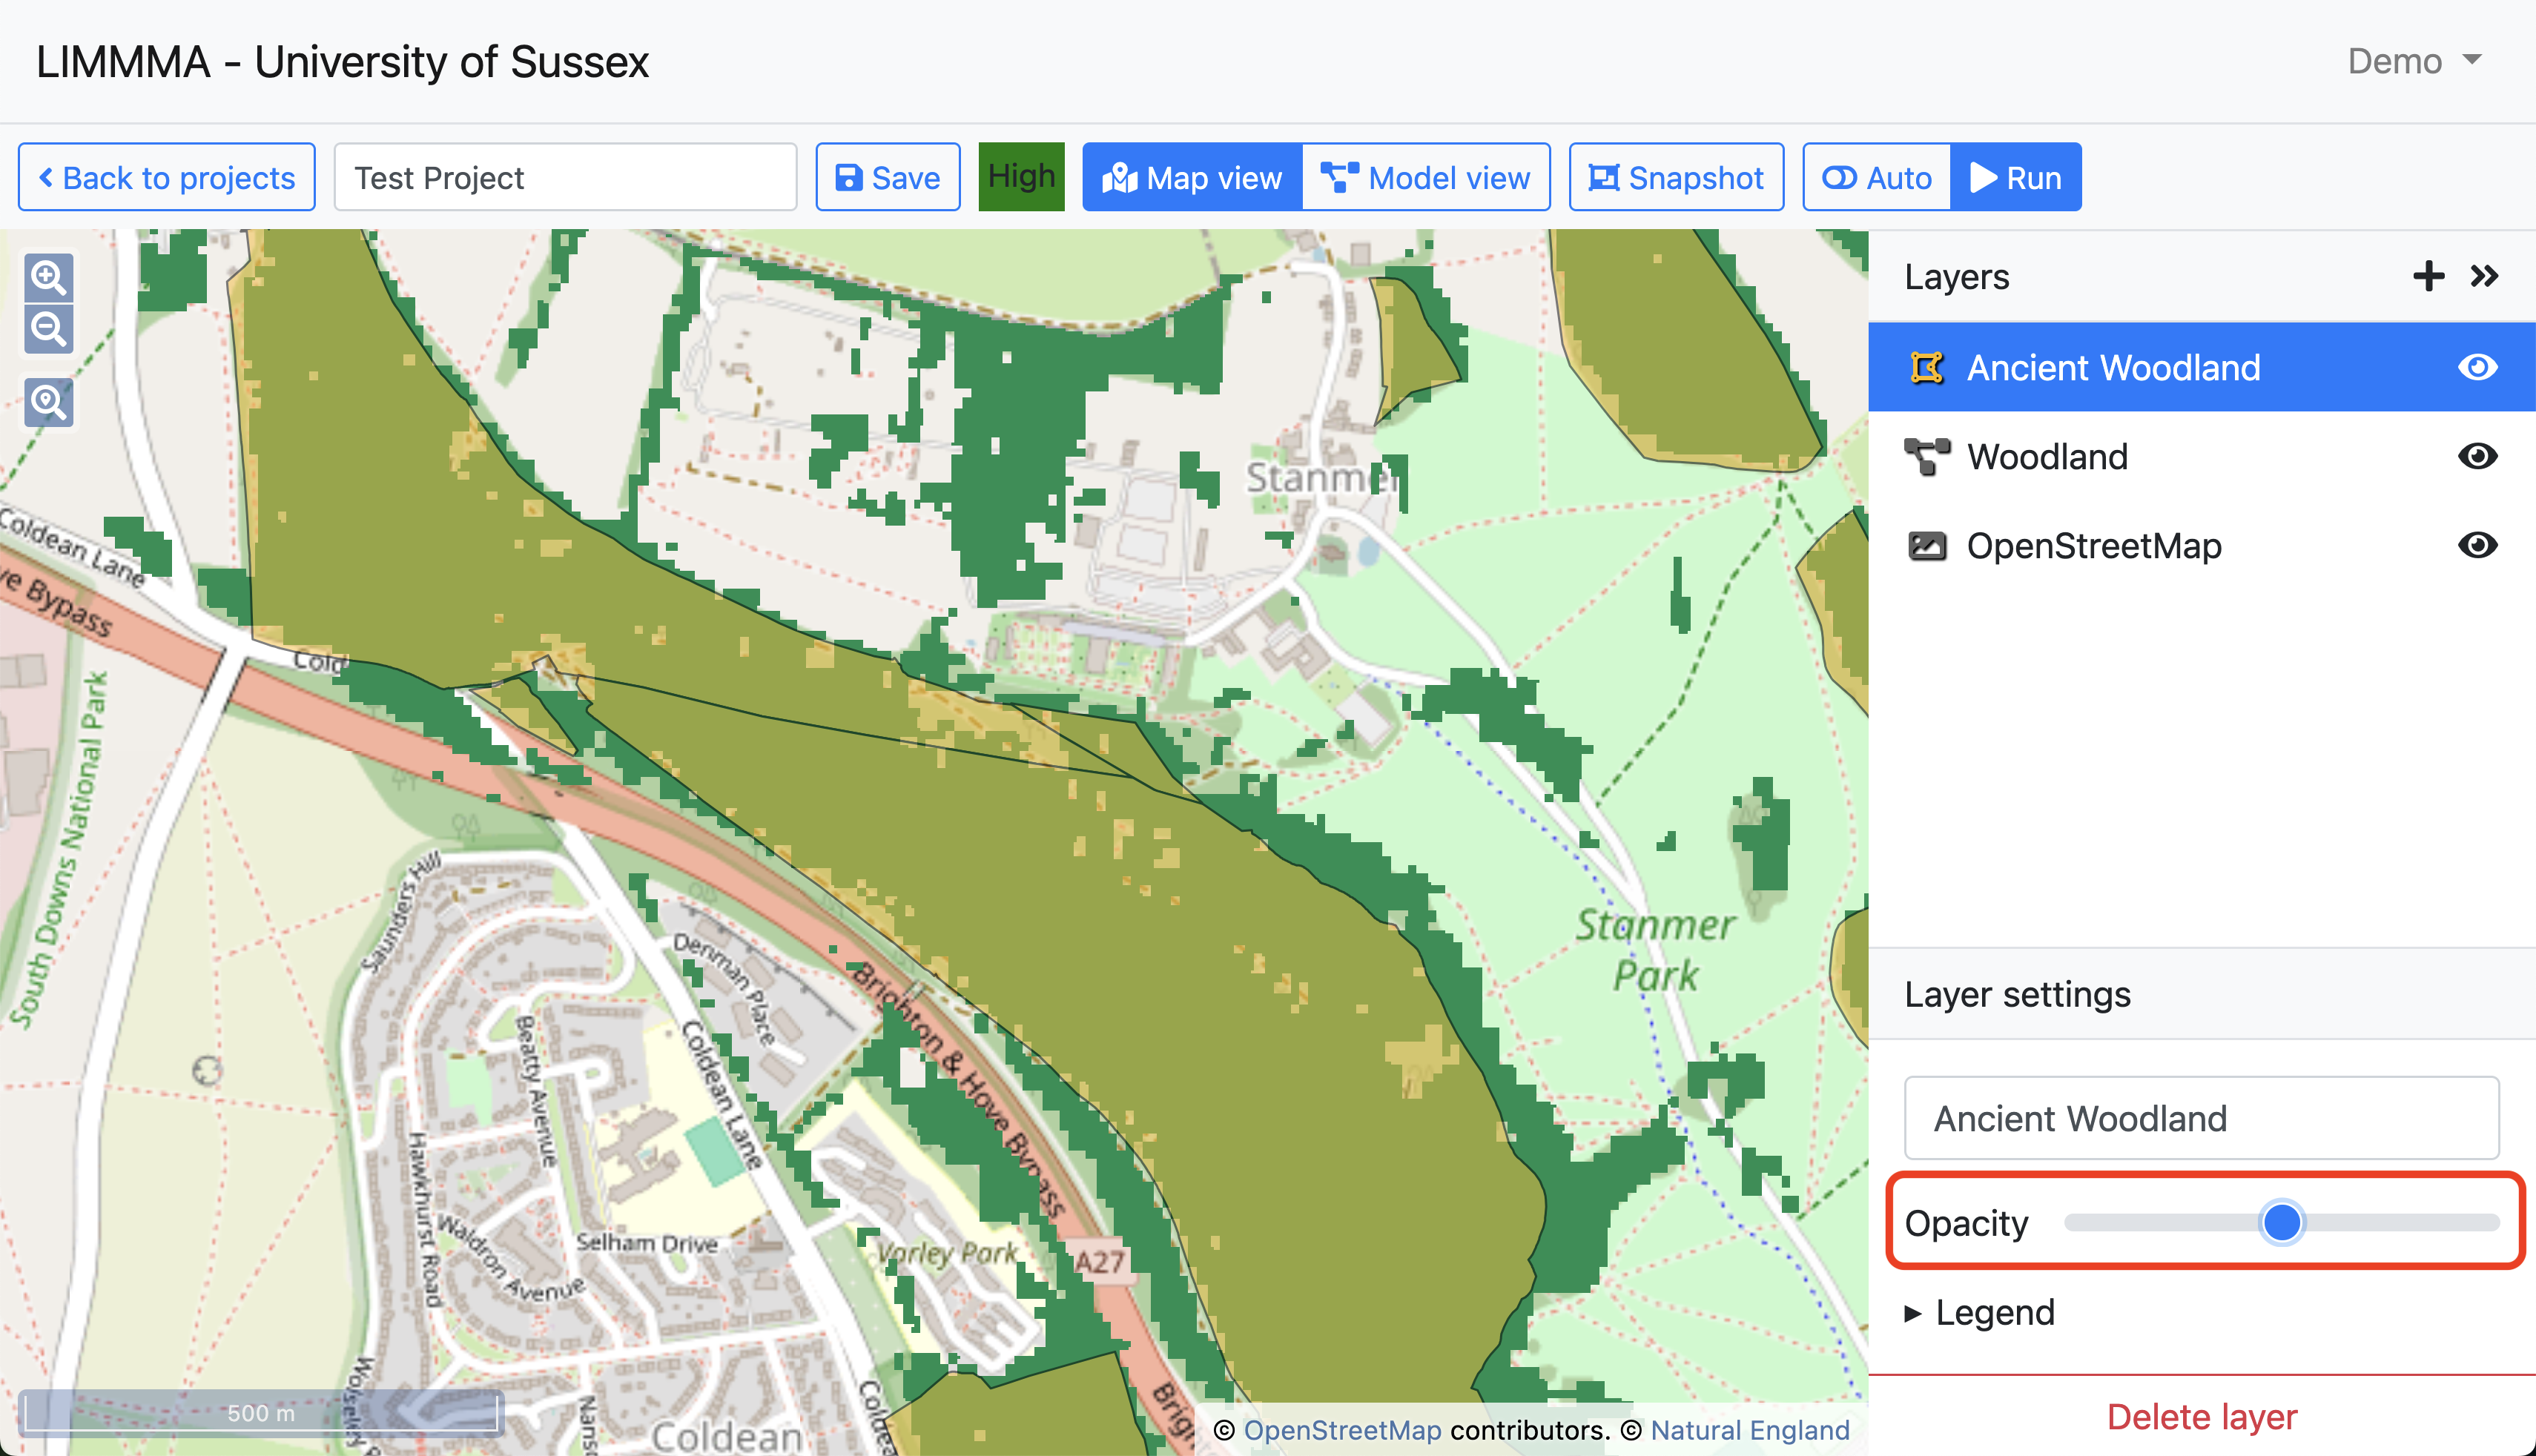 LIMMMA - University of Sussex
Demo
Back to projects
Test Project
Save
High
Map view
Model view
Snapshot
Auto
Run
Layers
Ancient Woodland
Woodland
OpenStreetMap
Layer settings
Ancient Woodland
Opacity
Legend
Delete layer
Coldean Lane
ve Bypass
Cold
South Downs National Park
Stanmer
Stanmer
Park
Saunders Hill
Denman Place
Beatty Avenue
Coldean Lane
Brighton & Hove Bypass
Hawkhurst Road
Waldron Avenue
Selham Drive
Varley Park
A27
Brigh
Coldea
Coldean
500 m
© OpenStreetMap contributors. © Natural England